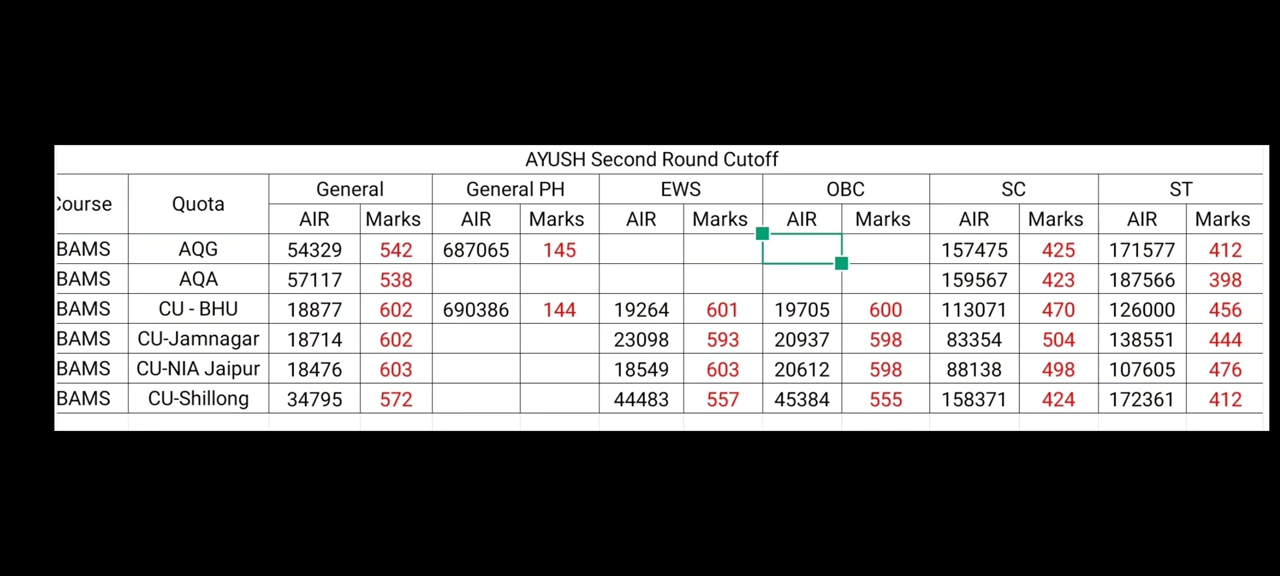 AYUSH Second Round Cutoff
Course Quota General General PH EWS OBC SC ST
AIR Marks AIR Marks AIR Marks AIR Marks AIR Marks AIR Marks
BAMS AQG 54329 542 687065 145 157475 425 171577 412
BAMS AQA 57117 538 159567 423 187566 398
BAMS CU - BHU 18877 602 690386 144 19264 601 19705 600 113071 470 126000 456
BAMS CU-Jamnagar 18714 602 23098 593 20937 598 83354 504 138551 444
BAMS CU-NIA Jaipur 18476 603 18549 603 20612 598 88138 498 107605 476
BAMS CU-Shillong 34795 572 44483 557 45384 555 158371 424 172361 412